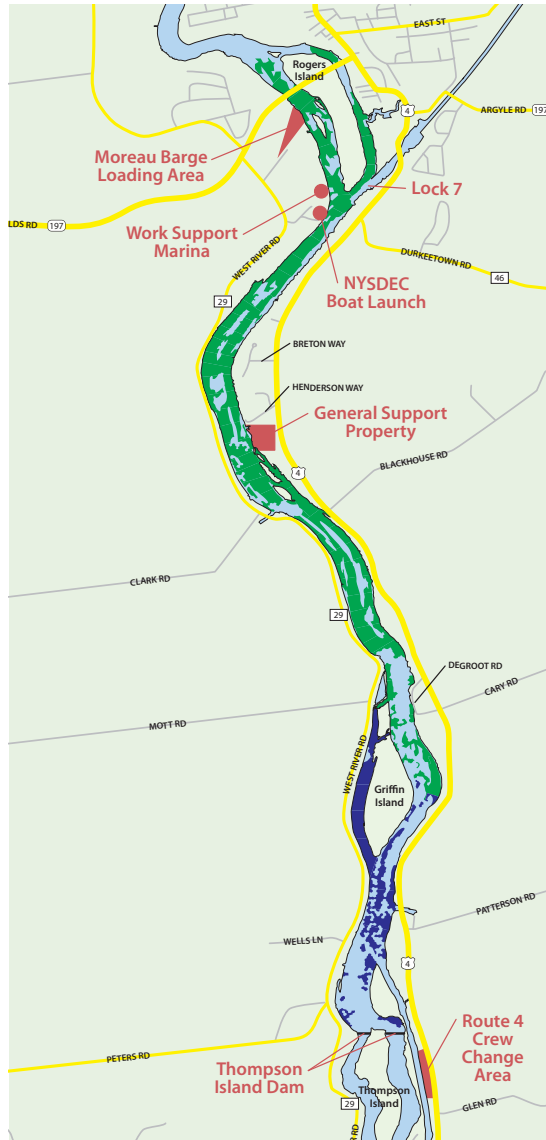 EAST ST
Rogers
Island
4
ARGYLE RD
197
Moreau Barge
Loading Area
Lock 7
LDS RD
197
Work Support
Marina
WEST RIVER RD
DURKEETOWN RD
46
NYSDEC
Boat Launch
29
BRETON WAY
HENDERSON WAY
General Support
Property
BLACKHOUSE RD
4
CLARK RD
29
DEGROOT RD
CARY RD
MOTT RD
WEST RIVER RD
Griffin
Island
PATTERSON RD
WELLS LN
4
Route 4
Crew
Change
Area
PETERS RD
Thompson
Island Dam
Thompson
Island
29
GLEN RD
ER RD